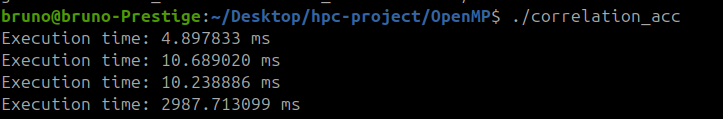 bruno@bruno-Prestige:~/Desktop/hpc-project/OpenMP$ ./correlation_acc
Execution time: 4.897833 ms
Execution time: 10.689020 ms
Execution time: 10.238886 ms
Execution time: 2987.713099 ms